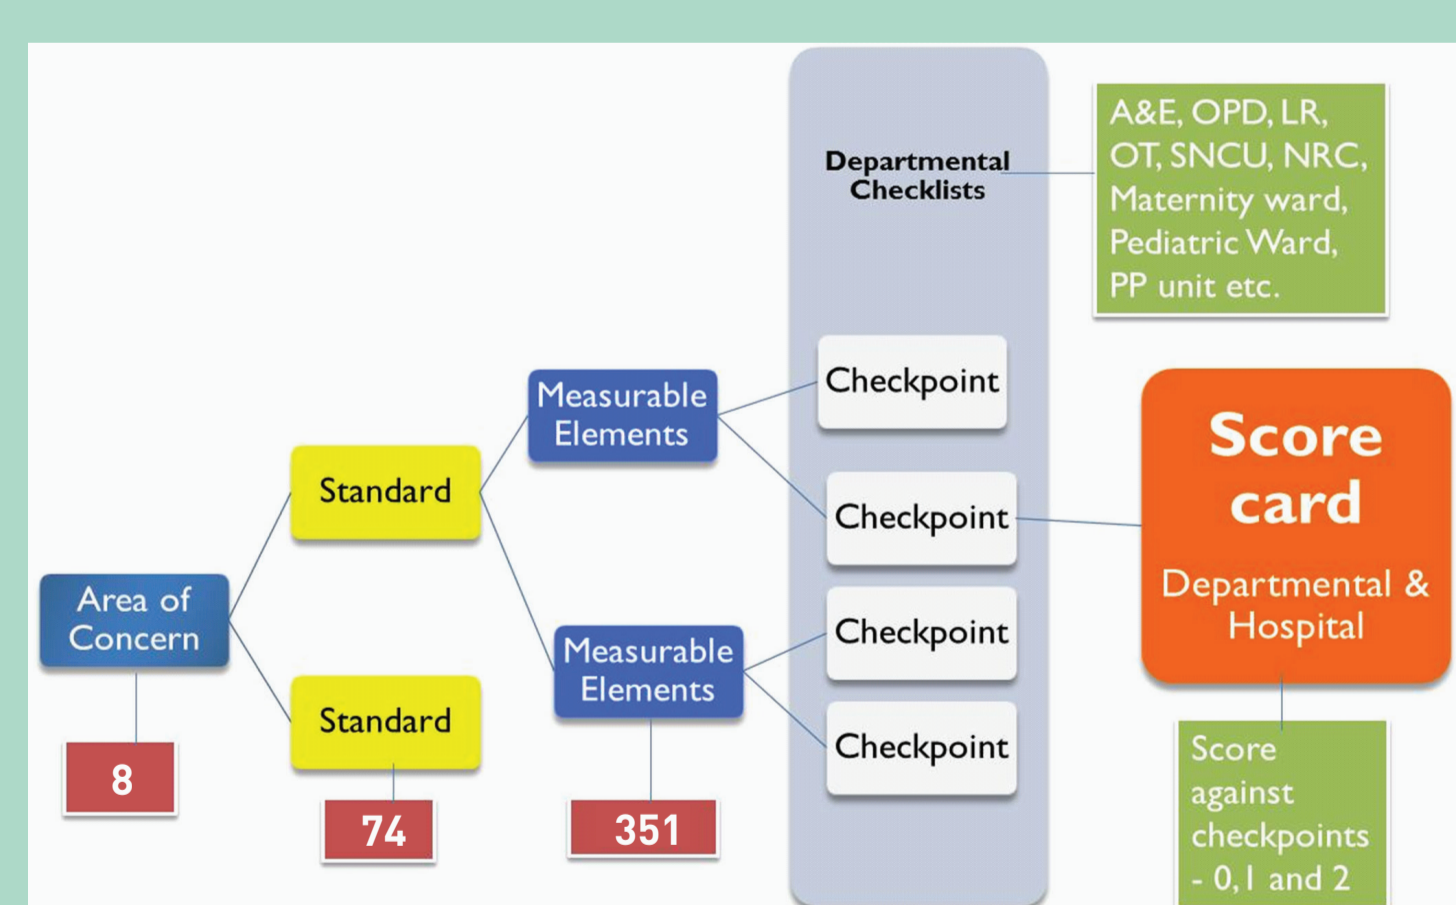 Departmental
Checklists
A&E, OPD, LR,
OT, SNCU, NRC,
Maternity ward,
Pediatric Ward,
PP unit etc.
Area of
Concern
8
Standard
Standard
74
Measurable
Elements
Measurable
Elements
351
Checkpoint
Checkpoint
Checkpoint
Checkpoint
Score
card
Departmental &
Hospital
Score
against
checkpoints
- 0,1 and 2